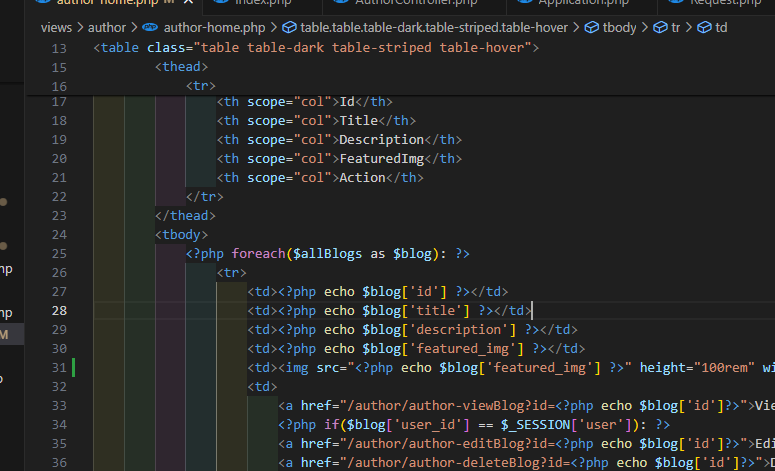 author-home.php M Index.php AuthorController.php Application.php Request.php
views > author > author-home.php > table.table.table-dark.table-striped.table-hover > tbody > tr > td
13 <table class="table table-dark table-striped table-hover">
15 <thead>
16 <tr>
17 <th scope="col">Id</th>
18 <th scope="col">Title</th>
19 <th scope="col">Description</th>
20 <th scope="col">FeaturedImg</th>
21 <th scope="col">Action</th>
22 </tr>
23 </thead>
24 <tbody>
25 <?php foreach($allBlogs as $blog): ?>
26 <tr>
27 <td><?php echo $blog['id'] ?></td>
28 <td><?php echo $blog['title'] ?></td>
29 <td><?php echo $blog['description'] ?></td>
30 <td><?php echo $blog['featured_img'] ?></td>
31 <td><img src="<?php echo $blog['featured_img'] ?>" height="100rem" wi
32 <td>
33 <a href="/author/author-viewBlog?id=<?php echo $blog['id']?>">Vie
34 <?php if($blog['user_id'] == $_SESSION['user']): ?>
35 <a href="/author/author-editBlog?id=<?php echo $blog['id']?>">Edi
36 <a href="/author/author-deleteBlog?id=<?php echo $blog['id']?>">D